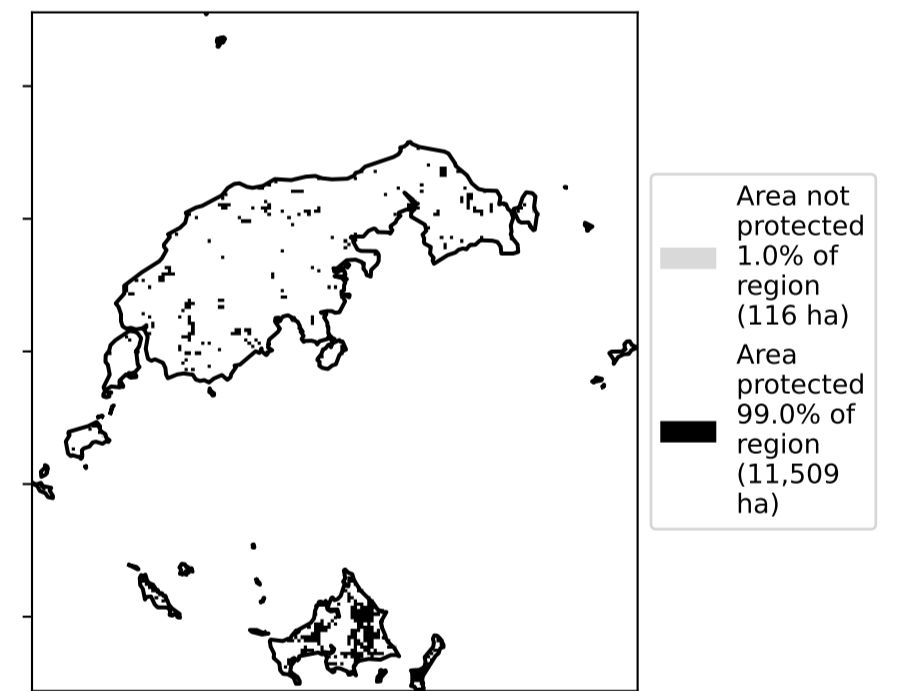 Area not
protected
1.0% of
region
(116 ha)
Area
protected
99.0% of
region
(11,509
ha)